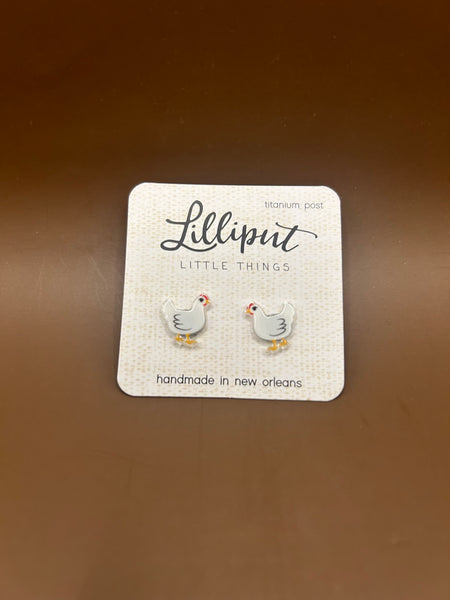 titanium post
Lilliput
LITTLE THINGS
handmade in new orleans